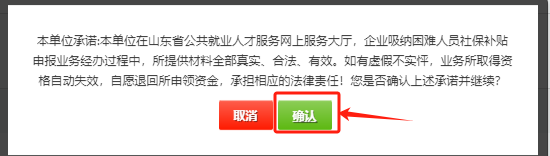 本单位承诺:本单位在山东省公共就业人才服务网上服务大厅，企业吸纳困难人员社保补贴
申报业务经办过程中，所提供材料全部真实、合法、有效。如有虚假不实怦，业务所取得资
格自动失效，自愿退回所申领资金，承担相应的法律责任！您是否确认上述承诺并继续？
取消 确认